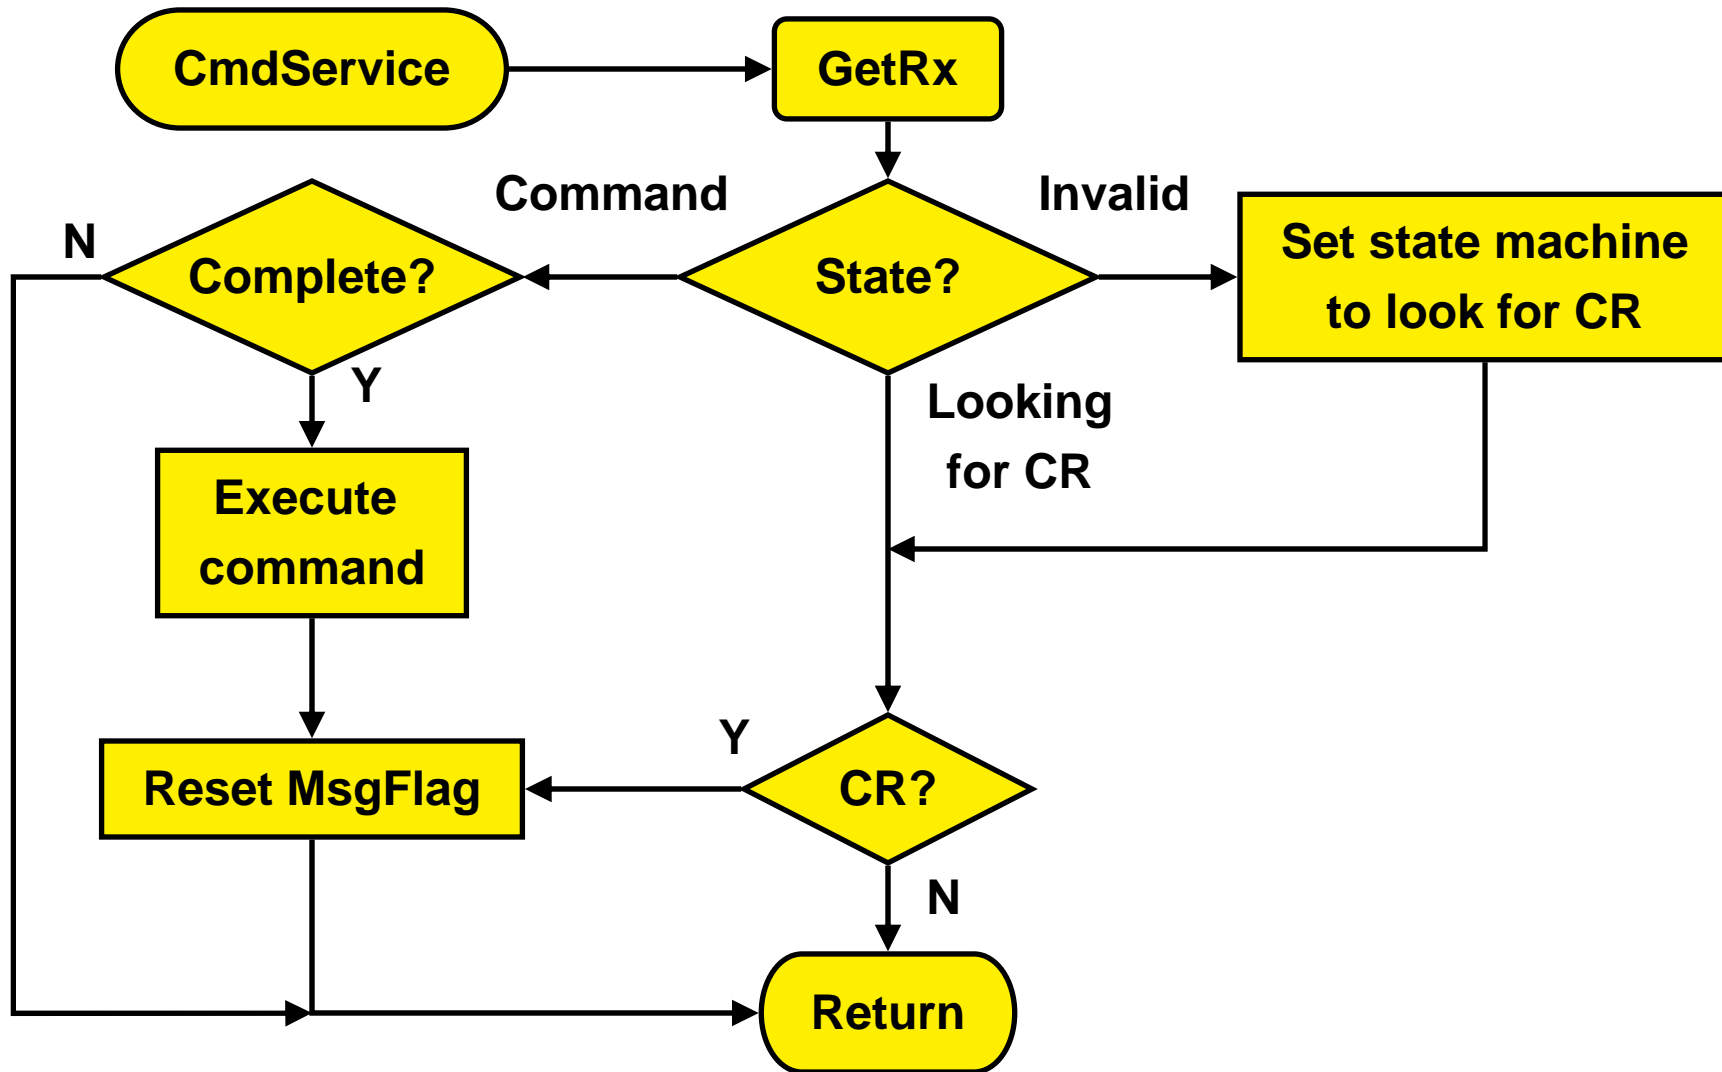 CmdService
GetRx
Command
Invalid
N
Complete?
State?
Set state machine
to look for CR
Y
Looking
for CR
Execute
command
Y
Reset MsgFlag
CR?
N
Return